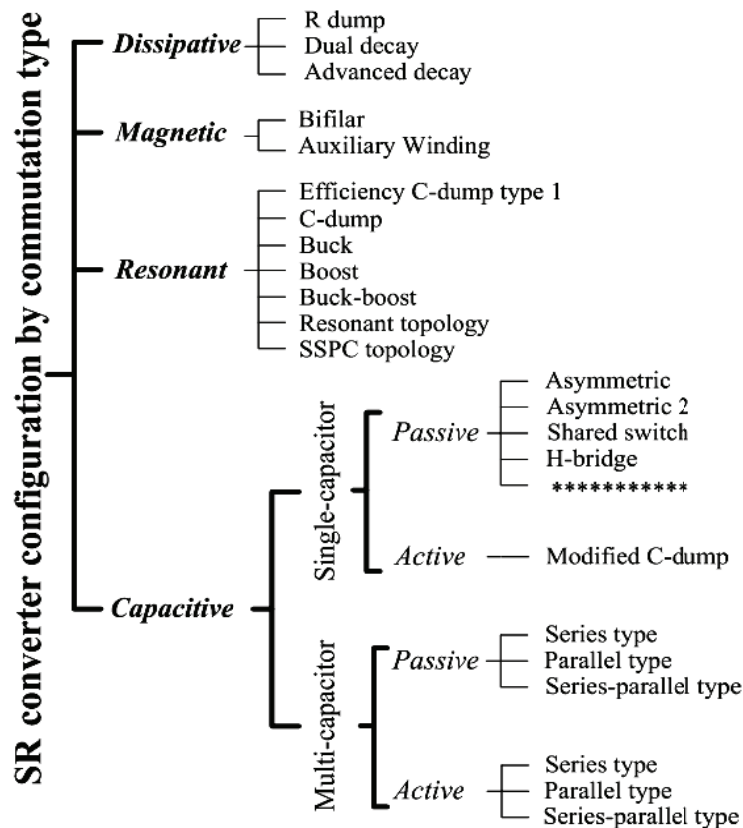 SR converter configuration by commutation type
Dissipative
R dump
Dual decay
Advanced decay
Magnetic
Bifilar
Auxiliary Winding
Resonant
Efficiency C-dump type 1
C-dump
Buck
Boost
Buck-boost
Resonant topology
SSPC topology
Capacitive
Single-capacitor
Passive
Asymmetric
Asymmetric 2
Shared switch
H-bridge
***********
Active
Modified C-dump
Multi-capacitor
Passive
Series type
Parallel type
Series-parallel type
Active
Series type
Parallel type
Series-parallel type